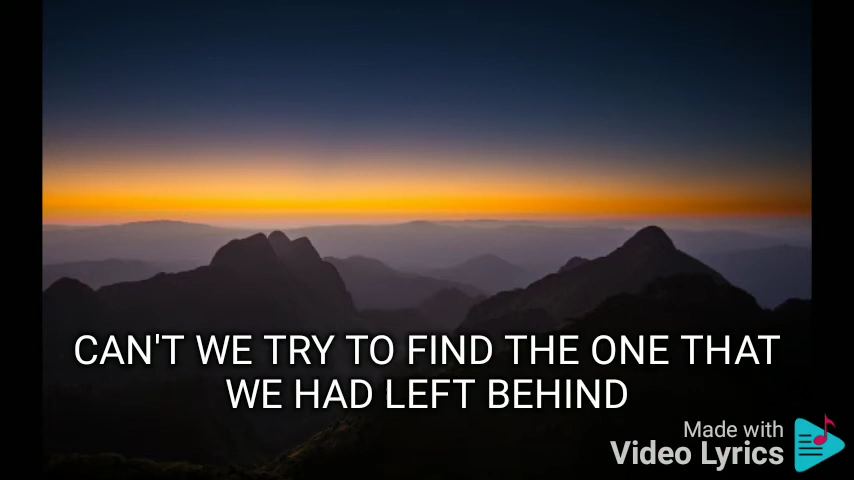 CAN'T WE TRY TO FIND THE ONE THAT
WE HAD LEFT BEHIND
Made with
Video Lyrics